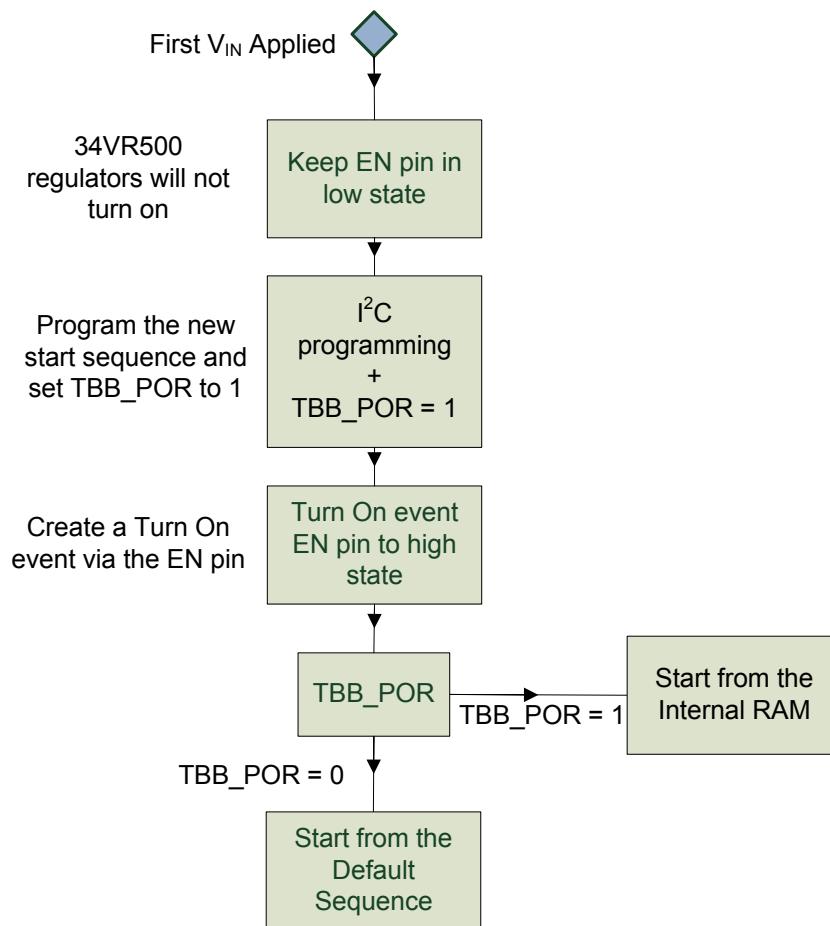 First V_IN Applied
34VR500
regulators will not
turn on
Keep EN pin in
low state
Program the new
start sequence and
set TBB_POR to 1
I²C
programming
+
TBB_POR = 1
Create a Turn On
event via the EN pin
Turn On event
EN pin to high
state
TBB_POR
TBB_POR = 1
Start from the
Internal RAM
TBB_POR = 0
Start from the
Default
Sequence